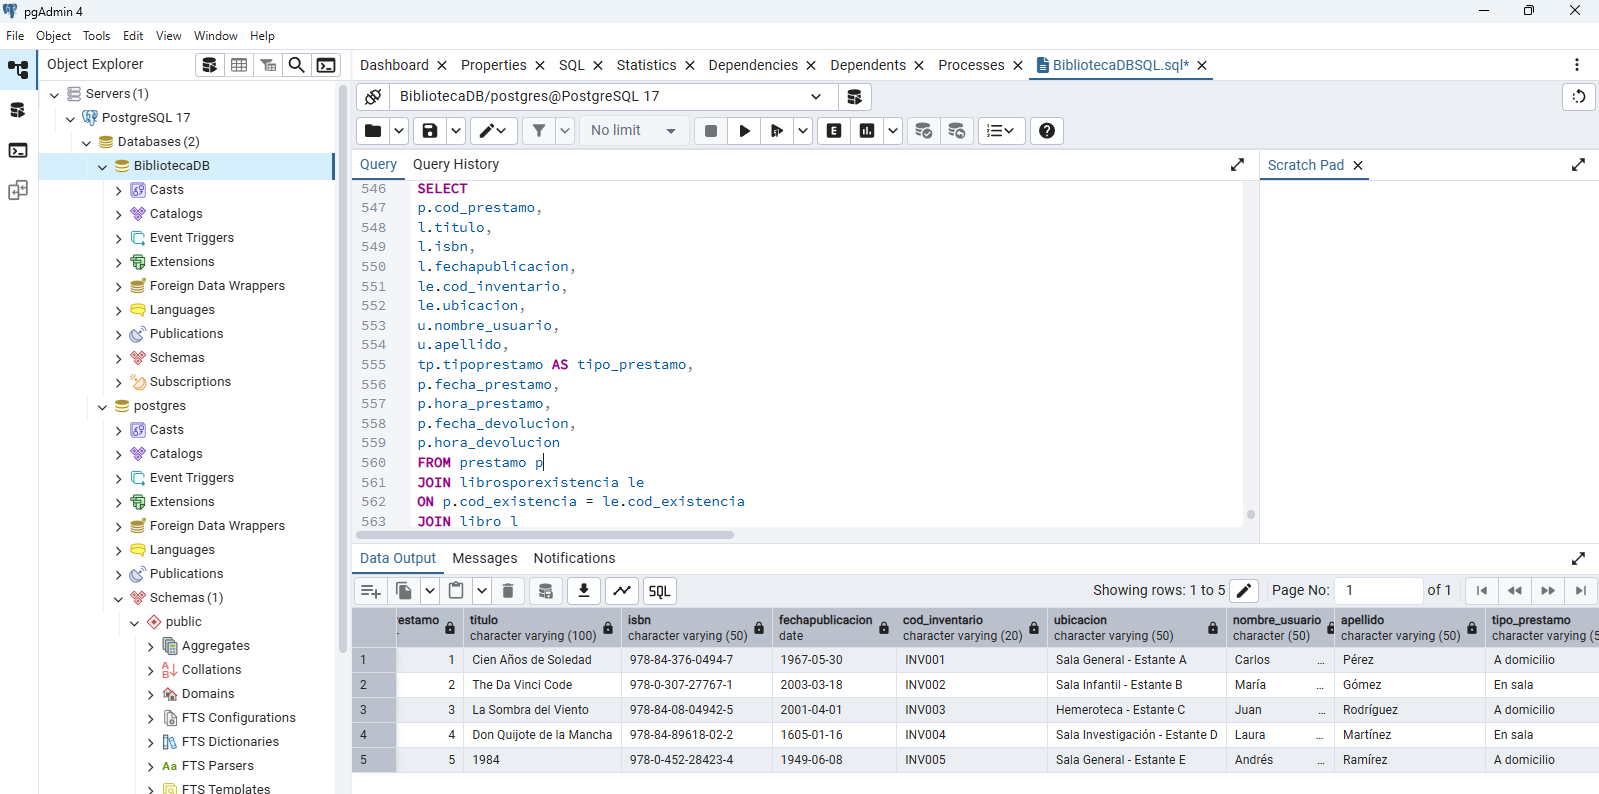 pgAdmin 4
File Object Tools Edit View Window Help
Object Explorer
Dashboard Properties SQL Statistics Dependencies Dependents Processes BibliotecaDBSQL.sql*
Servers (1)
PostgreSQL 17
Databases (2)
BibliotecaDB
Casts
Catalogs
Event Triggers
Extensions
Foreign Data Wrappers
Languages
Publications
Schemas
Subscriptions
postgres
Casts
Catalogs
Event Triggers
Extensions
Foreign Data Wrappers
Languages
Publications
Schemas (1)
public
Aggregates
Collations
Domains
FTS Configurations
FTS Dictionaries
Aa FTS Parsers
FTS Templates
BibliotecaDB/postgres@PostgreSQL 17
No limit
E
Query Query History
Scratch Pad
546 SELECT
547 p.cod_prestamo,
548 l.titulo,
549 l.isbn,
550 l.fechapublicacion,
551 le.cod_inventario,
552 le.ubicacion,
553 u.nombre_usuario,
554 u.apellido,
555 tp.tipoprestamo AS tipo_prestamo,
556 p.fecha_prestamo,
557 p.hora_prestamo,
558 p.fecha_devolucion,
559 p.hora_devolucion
560 FROM prestamo p
561 JOIN librosporexistencia le
562 ON p.cod_existencia = le.cod_existencia
563 JOIN libro l
Data Output Messages Notifications
SQL
Showing rows: 1 to 5 Page No: 1 of 1
restamo titulo isbn fechapublicacion cod_inventario ubicacion nombre_usuario apellido tipo_prestamo
character varying (100) character varying (50) date character varying (20) character varying (50) character (50) character varying (50) character varying (5
1 1 Cien Años de Soledad 978-84-376-0494-7 1967-05-30 INV001 Sala General - Estante A Carlos ... Pérez A domicilio
2 2 The Da Vinci Code 978-0-307-27767-1 2003-03-18 INV002 Sala Infantil - Estante B María ... Gómez En sala
3 3 La Sombra del Viento 978-84-08-04942-5 2001-04-01 INV003 Hemeroteca - Estante C Juan ... Rodríguez A domicilio
4 4 Don Quijote de la Mancha 978-84-89618-02-2 1605-01-16 INV004 Sala Investigación - Estante D Laura ... Martínez En sala
5 5 1984 978-0-452-28423-4 1949-06-08 INV005 Sala General - Estante E Andrés ... Ramírez A domicilio